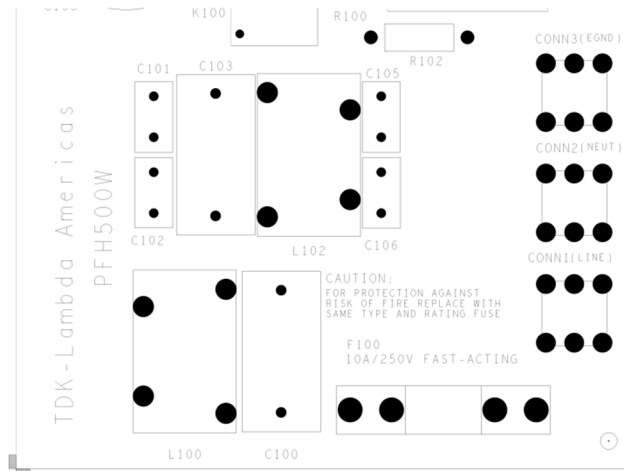 K100
R100
CONN3(EGND)
R102
C101
C103
C105
CONN2(NEUT)
C102
L102
C106
CONN1(LINE)
TDK-Lambda Americas
PFH500W
CAUTION:
FOR PROTECTION AGAINST
RISK OF FIRE REPLACE WITH
SAME TYPE AND RATING FUSE
F100
10A/250V FAST-ACTING
L100
C100